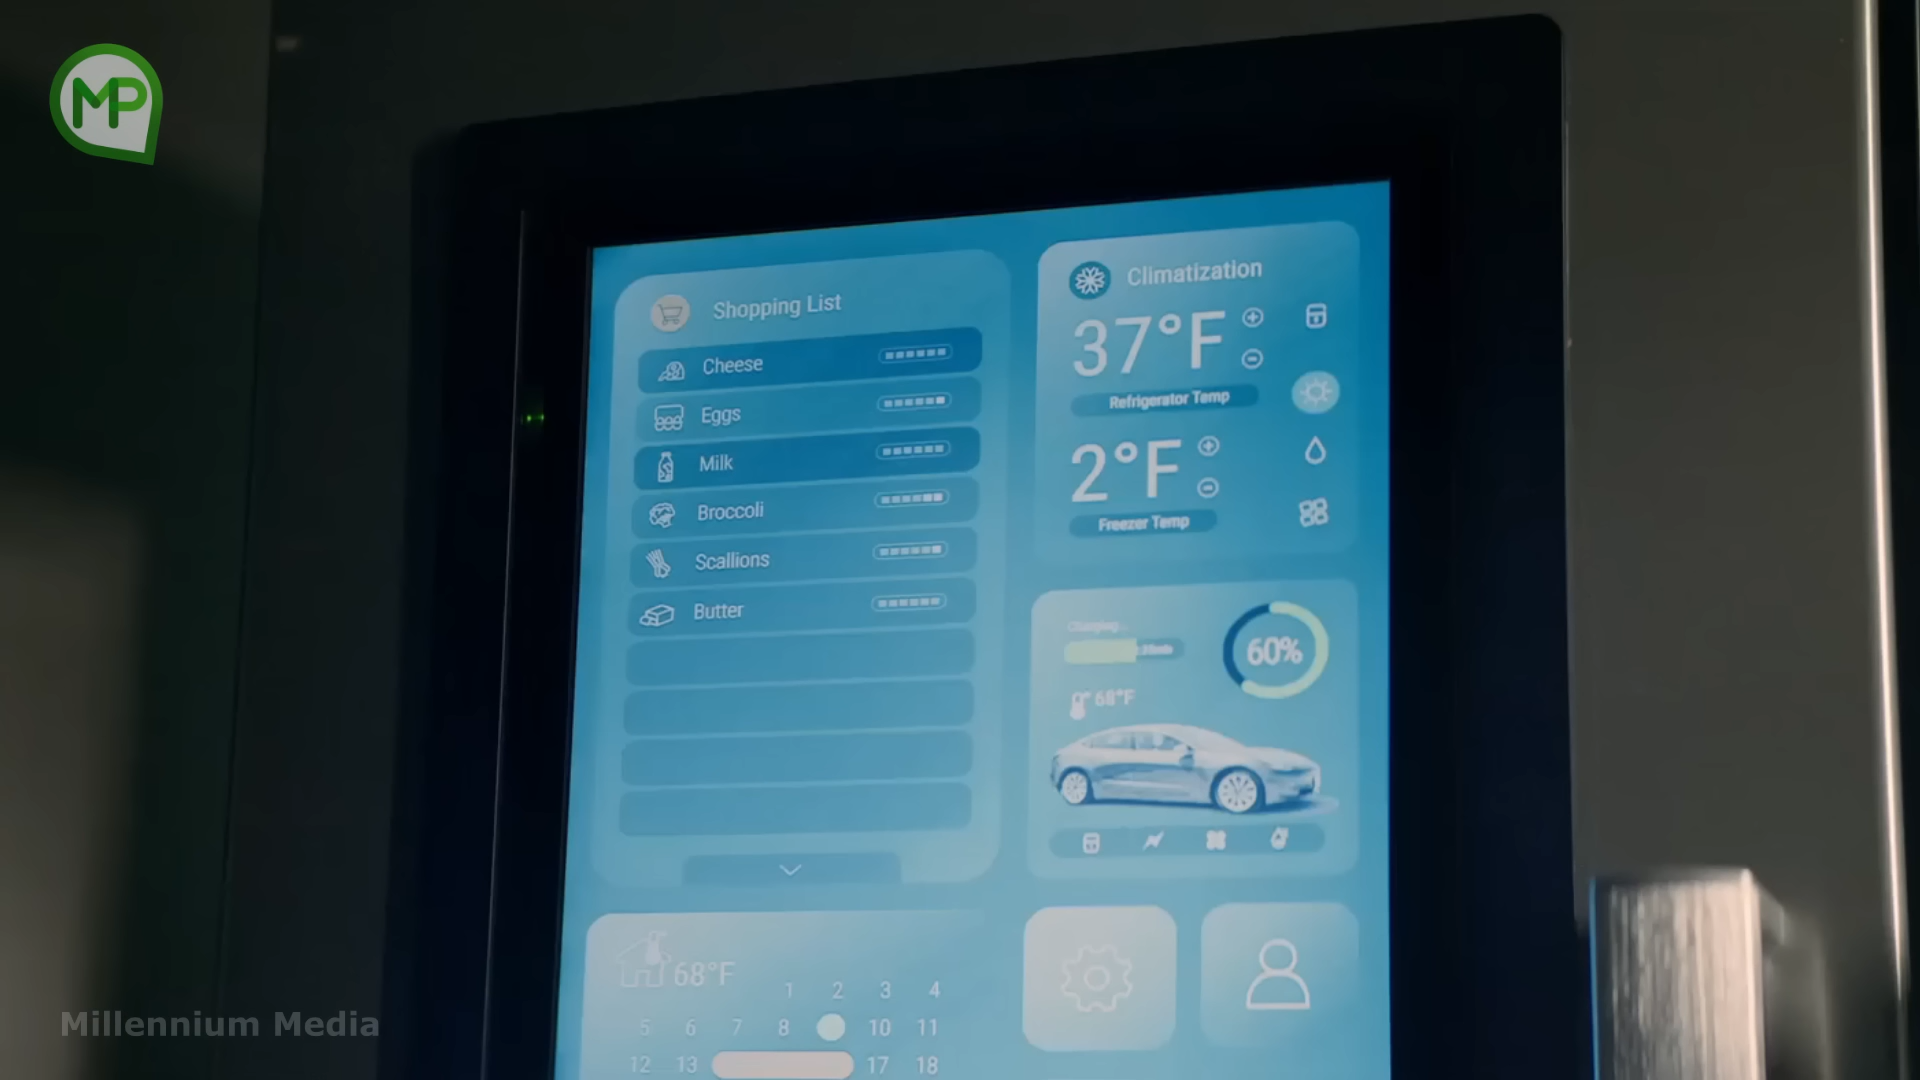 MP
Shopping List
Cheese
Eggs
Milk
Broccoli
Scallions
Butter
Climatization
37°F
Refrigerator Temp
2°F
Freezer Temp
Charging
60%
68°F
68°F
1 2 3 4
5 6 7 8 10 11
12 13 17 18
Millennium Media